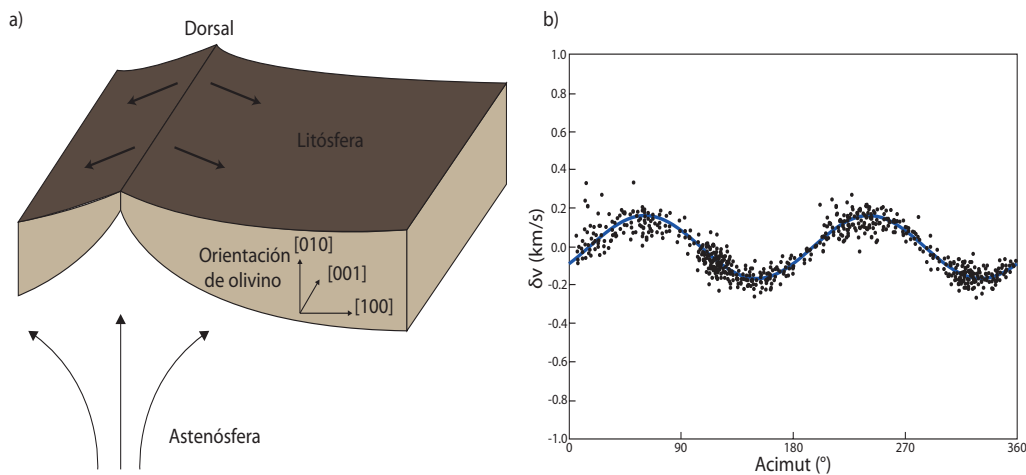 a)
Dorsal
Litósfera
Orientación
de olivino
[010]
[001]
[100]
Astenósfera
b)
δv (km/s)
1.0
0.8
0.6
0.4
0.2
0.0
-0.2
-0.4
-0.6
-0.8
-1.0
0 90 180 270 360
Acimut (°)